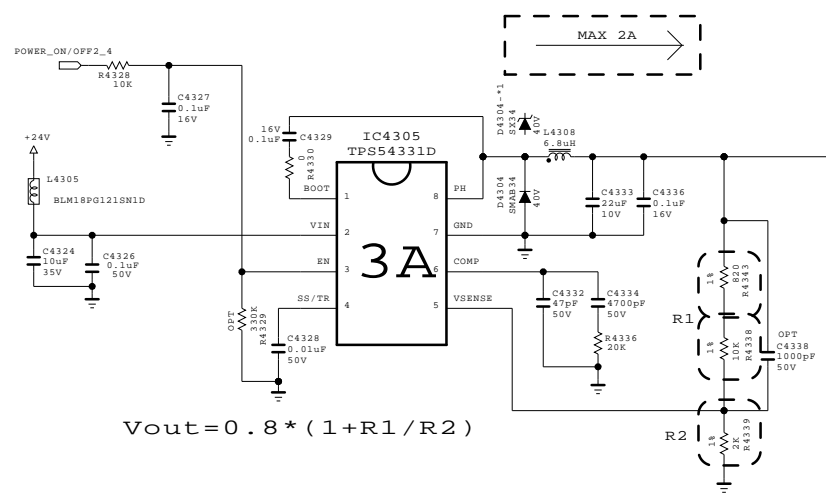 MAX 2A
POWER_ON/OFF2_4
R4328
10K
C4327
0.1uF
16V
+24V
L4305
BLM18PG121SN1D
C4324
10uF
35V
C4326
0.1uF
50V
16V
0.1uF
C4329
0
R4330
IC4305
TPS54331D
BOOT
1
VIN
2
EN
3
SS/TR
4
PH
8
GND
7
COMP
6
VSENSE
5
3A
OPT
330K
R4329
C4328
0.01uF
50V
D4304-*1
SX34
40V
D4304
SMAB34
40V
L4308
6.8uH
C4333
22uF
10V
C4336
0.1uF
16V
C4332
47pF
50V
C4334
4700pF
50V
R4336
20K
R1
1%
820
R4343
1%
10K
R4338
OPT
C4338
1000pF
50V
R2
1%
2K
R4339
Vout=0.8*(1+R1/R2)